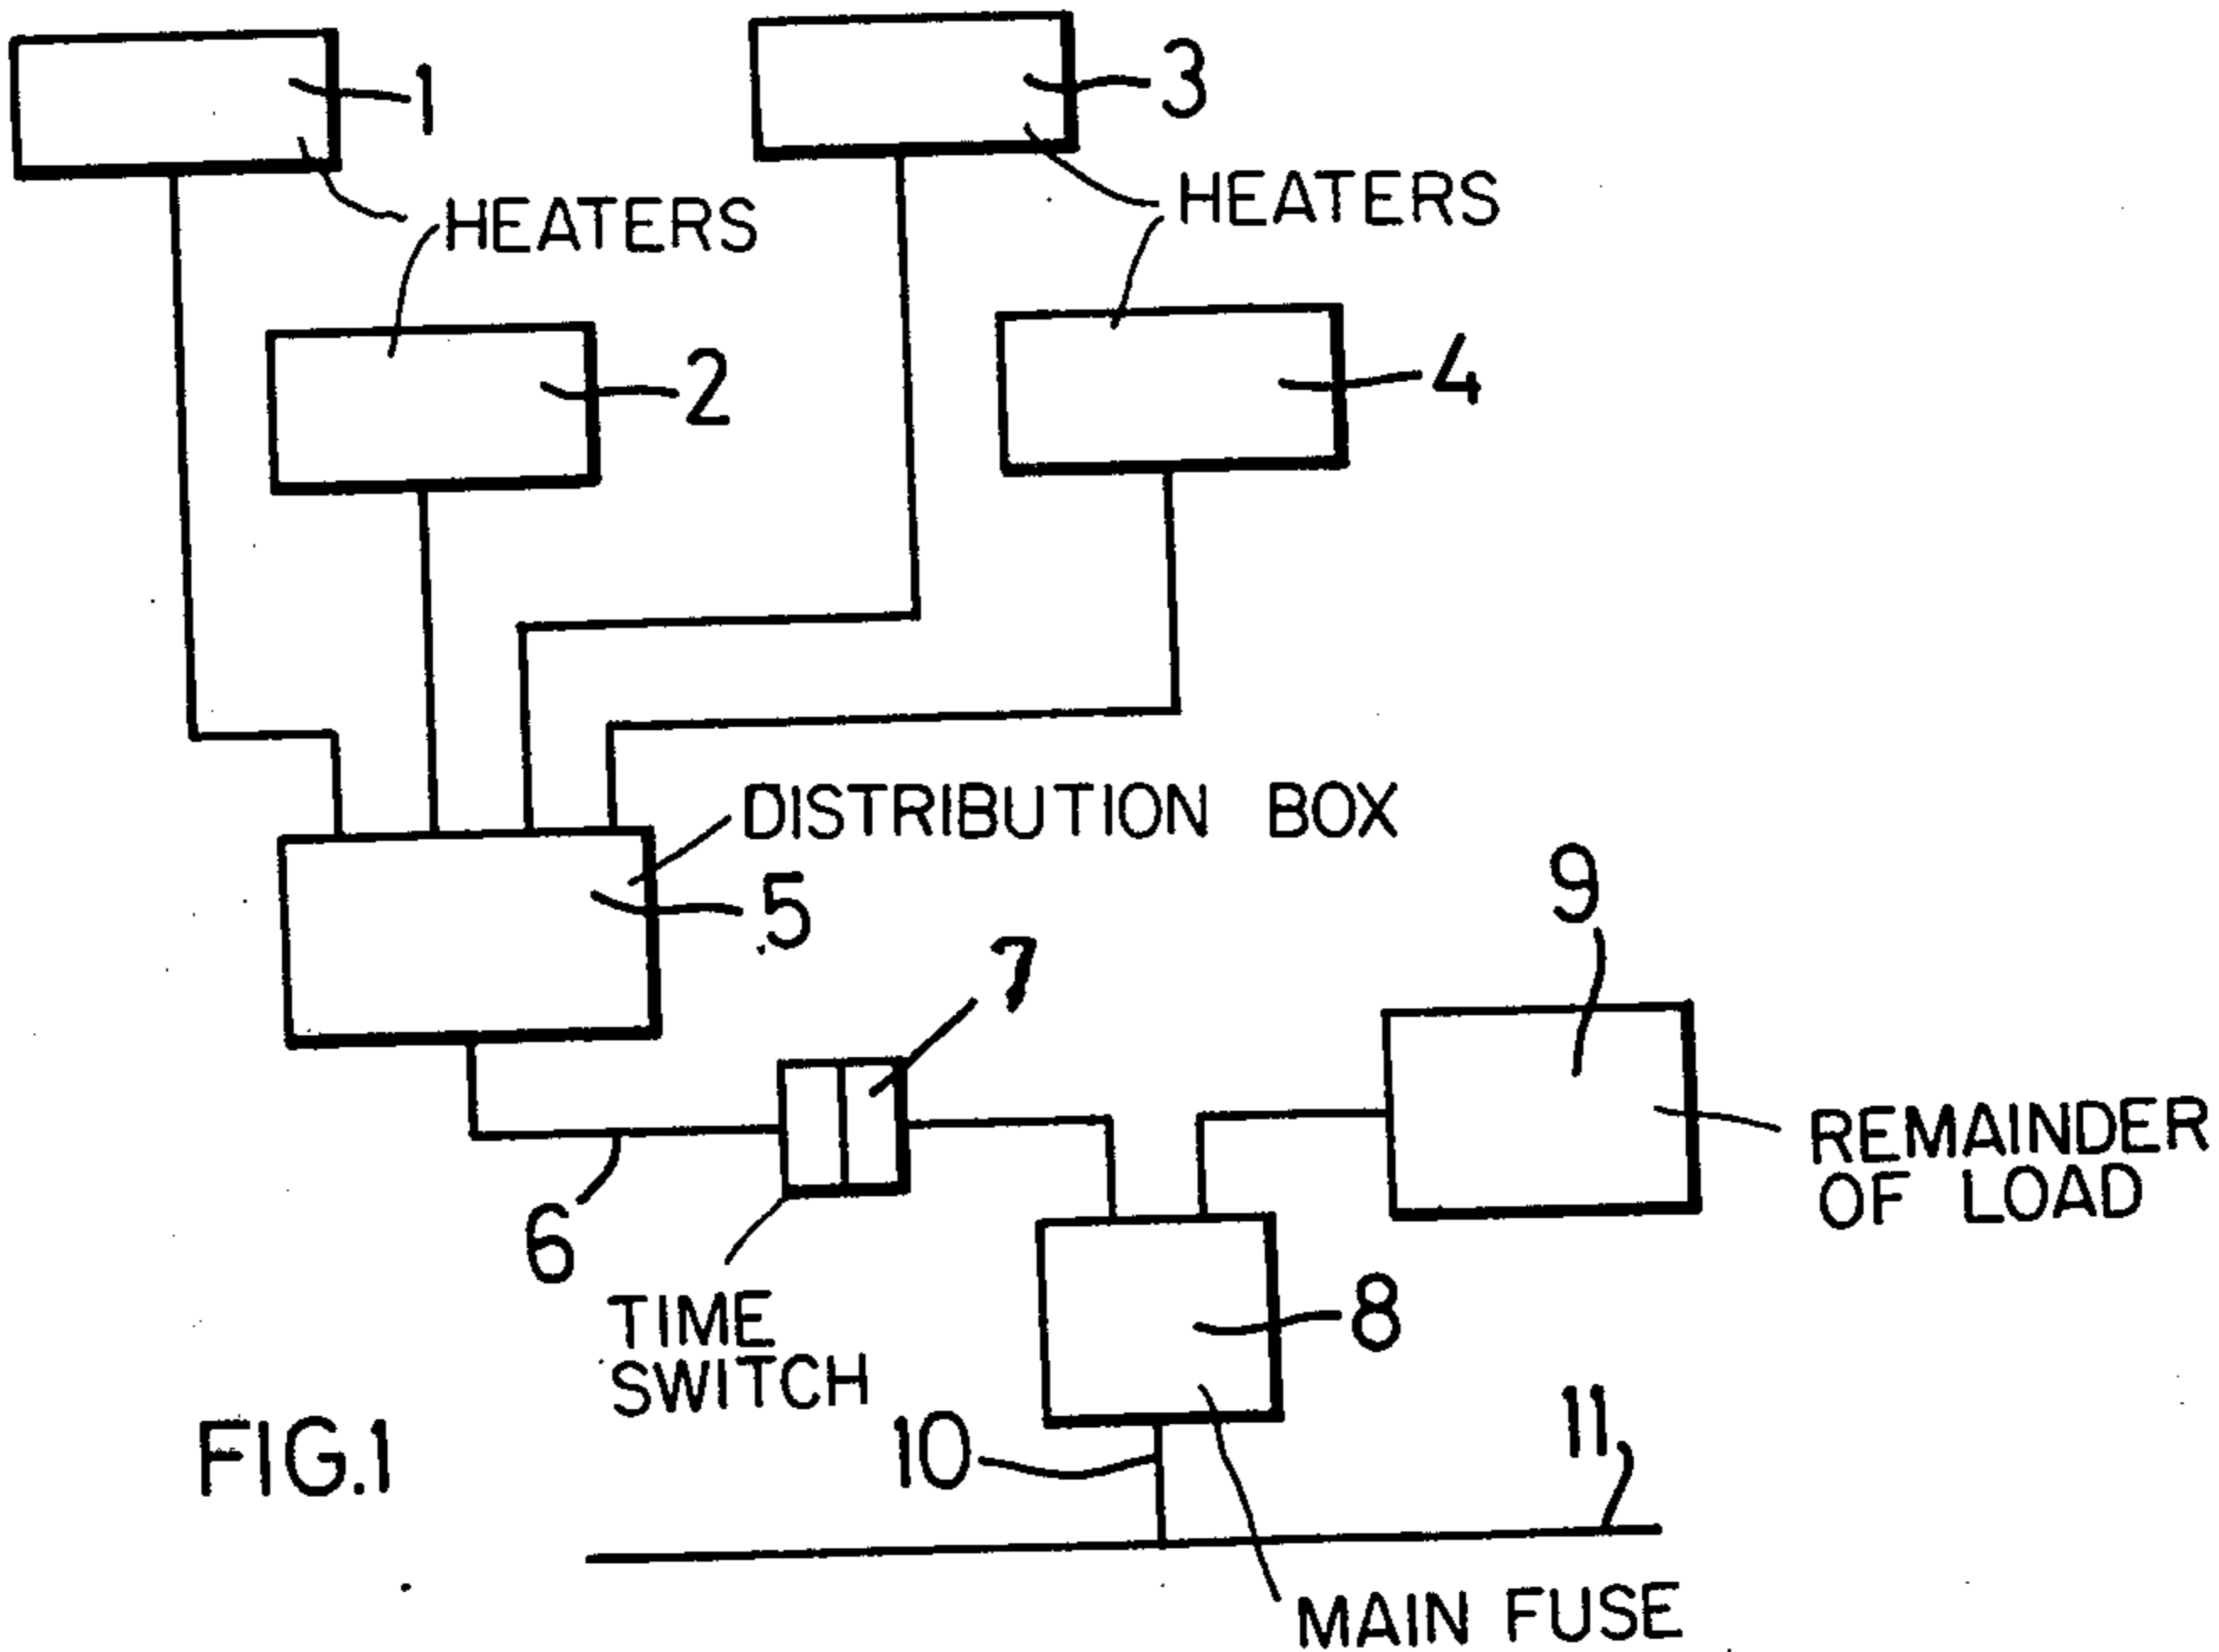 1
3
HEATERS
HEATERS
2
4
DISTRIBUTION BOX
5
9
7
REMAINDER
OF LOAD
6
TIME
SWITCH
8
FIG.1
10
11
MAIN FUSE